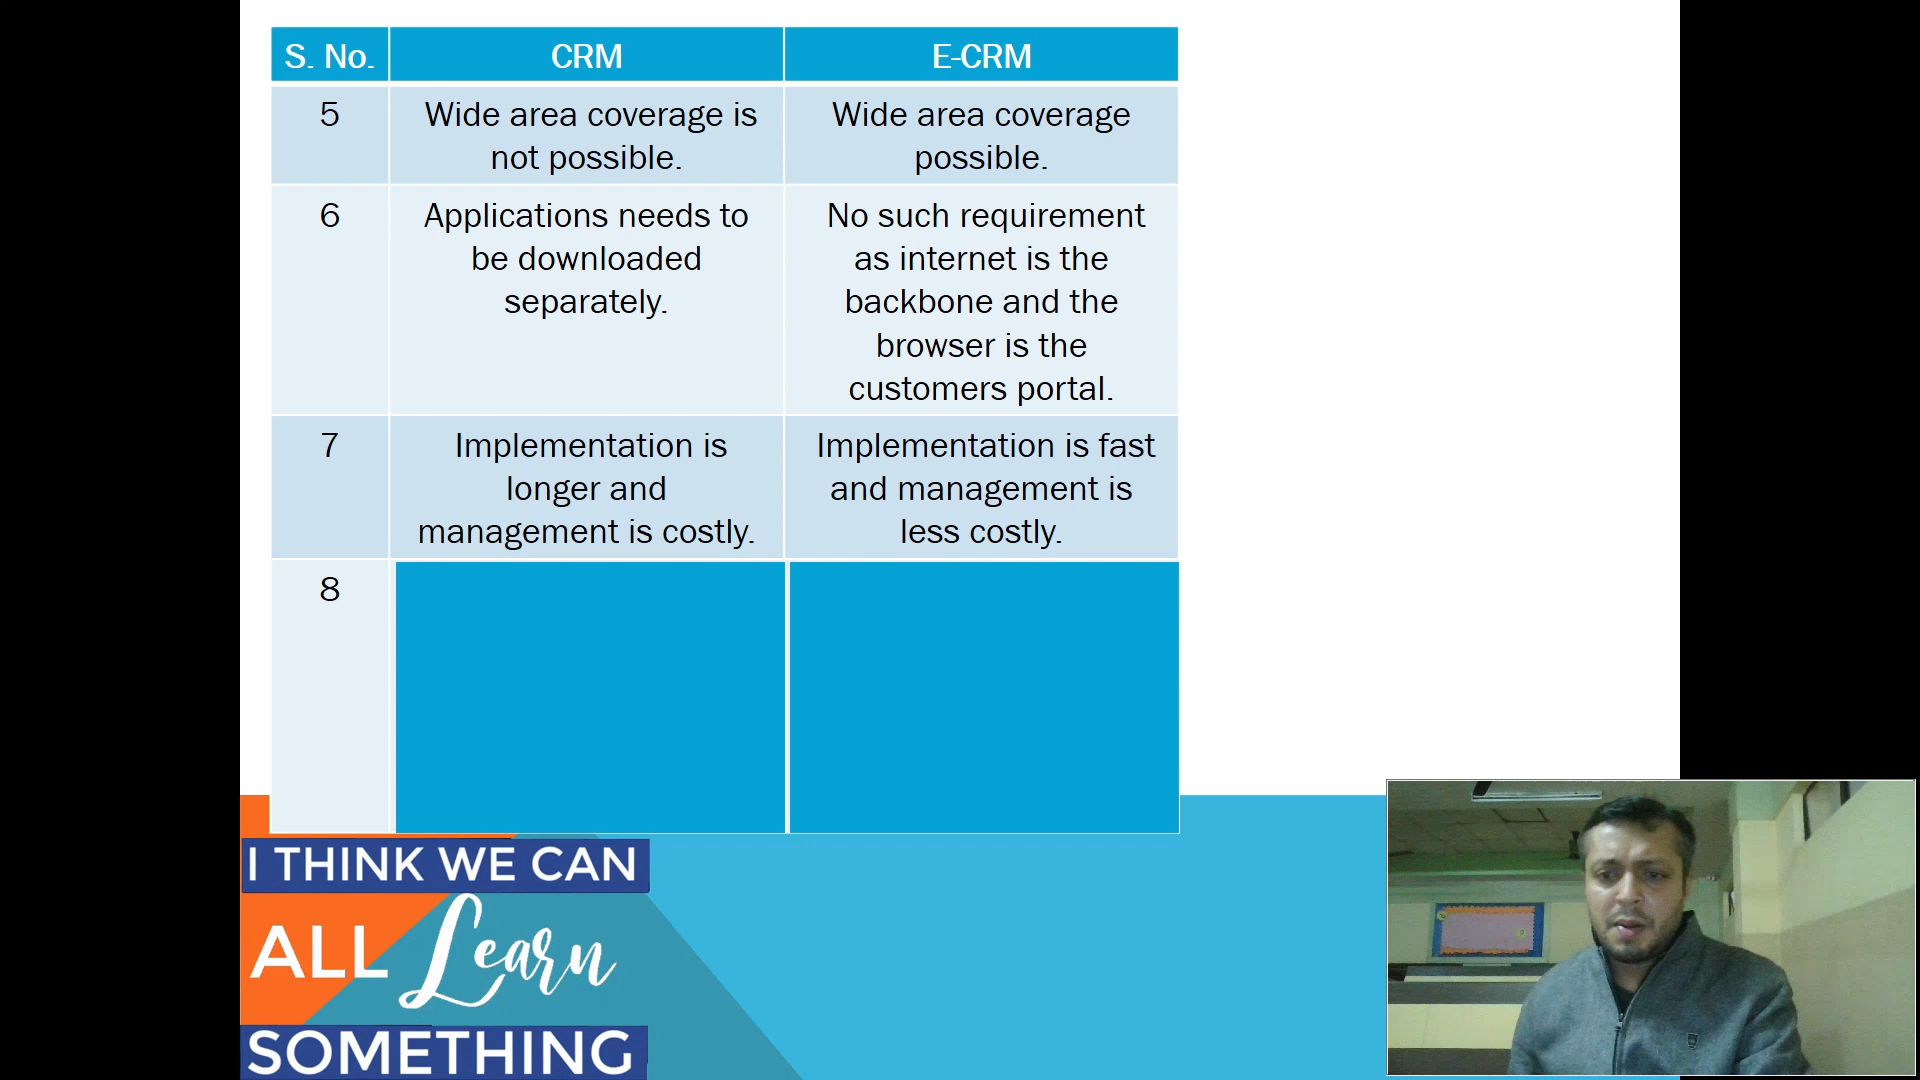 S. No. CRM E-CRM
5 Wide area coverage is Wide area coverage
not possible. possible.
6 Applications needs to No such requirement
be downloaded as internet is the
separately. backbone and the
browser is the
customers portal.
7 Implementation is Implementation is fast
longer and and management is
management is costly. less costly.
8
I THINK WE CAN
ALL Learn
SOMETHING